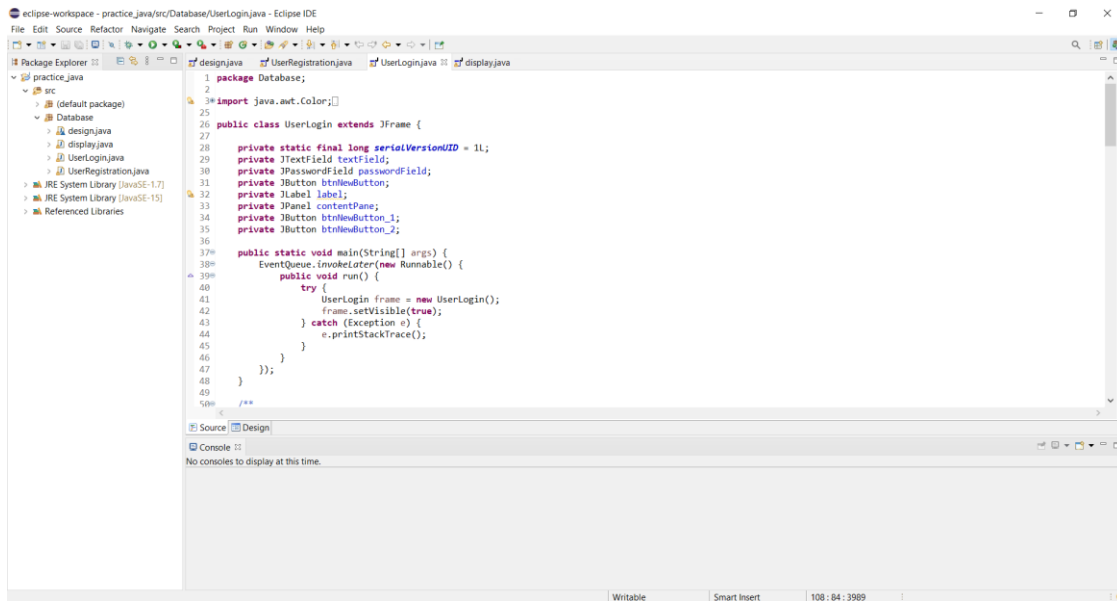 eclipse-workspace - practice_java/src/Database/UserLogin.java - Eclipse IDE
File Edit Source Refactor Navigate Search Project Run Window Help
Package Explorer
practice_java
src
(default package)
Database
design.java
display.java
UserLogin.java
UserRegistration.java
JRE System Library [JavaSE-1.7]
JRE System Library [JavaSE-15]
Referenced Libraries
design.java UserRegistration.java UserLogin.java display.java
1 package Database;
2
3 import java.awt.Color;
25
26 public class UserLogin extends JFrame {
27
28 private static final long serialVersionUID = 1L;
29 private JTextField textField;
30 private JPasswordField passwordField;
31 private JButton btnNewButton;
32 private JLabel label;
33 private JPanel contentPane;
34 private JButton btnNewButton_1;
35 private JButton btnNewButton_2;
36
37 public static void main(String[] args) {
38 EventQueue.invokeLater(new Runnable() {
39 public void run() {
40 try {
41 UserLogin frame = new UserLogin();
42 frame.setVisible(true);
43 } catch (Exception e) {
44 e.printStackTrace();
45 }
46 }
47 });
48 }
49
50 /**
Source Design
Console
No consoles to display at this time.
Writable Smart Insert 108 : 84 : 3989